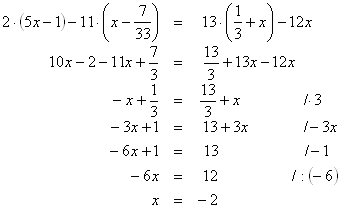 2·(5x−1)−11·(x−7/33) = 13·(1/3+x)−12x
10x−2−11x+7/3 = 13/3+13x−12x
−x+1/3 = 13/3+x /·3
−3x+1 = 13+3x /−3x
−6x+1 = 13 /−1
−6x = 12 /:(−6)
x = −2